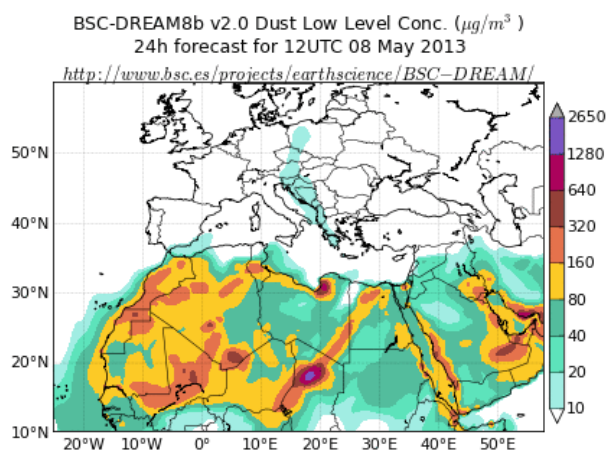 BSC-DREAM8b v2.0 Dust Low Level Conc. (μg/m³ )
24h forecast for 12UTC 08 May 2013
http://www.bsc.es/projects/earthscience/BSC−DREAM/
2650
1280
640
320
160
80
40
20
10
50°N
40°N
30°N
20°N
10°N
20°W 10°W 0° 10°E 20°E 30°E 40°E 50°E